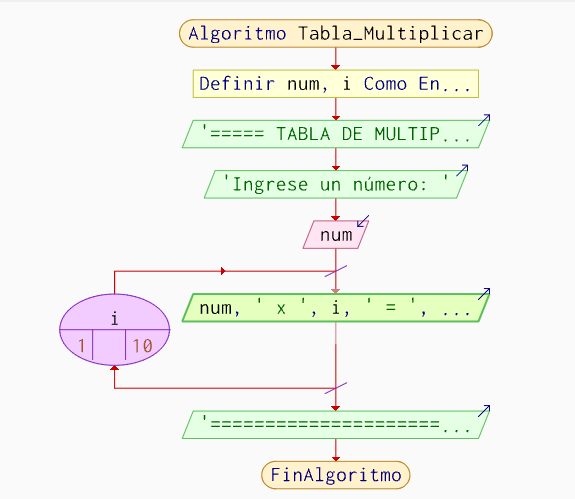 Algoritmo Tabla_Multiplicar
Definir num, i Como En...
'===== TABLA DE MULTIP...
'Ingrese un número: '
num
num, ' x ', i, ' = ', ...
i
1 10
'=====================...
FinAlgoritmo